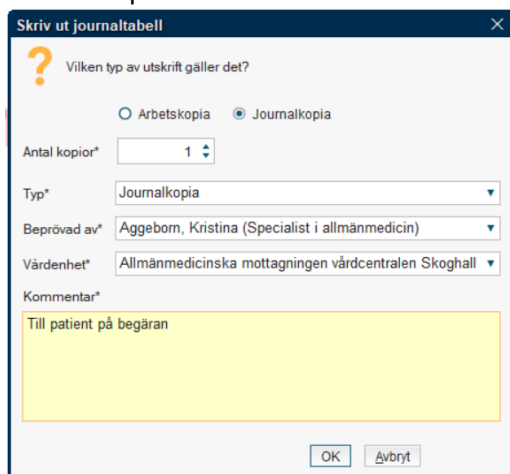 Skriv ut journaltabell
Vilken typ av utskrift gäller det?
Arbetskopia Journalkopia
Antal kopior* 1
Typ* Journalkopia
Beprövad av* Aggeborn, Kristina (Specialist i allmänmedicin)
Vårdenhet* Allmänmedicinska mottagningen vårdcentralen Skoghall
Kommentar*
Till patient på begäran
OK Avbryt